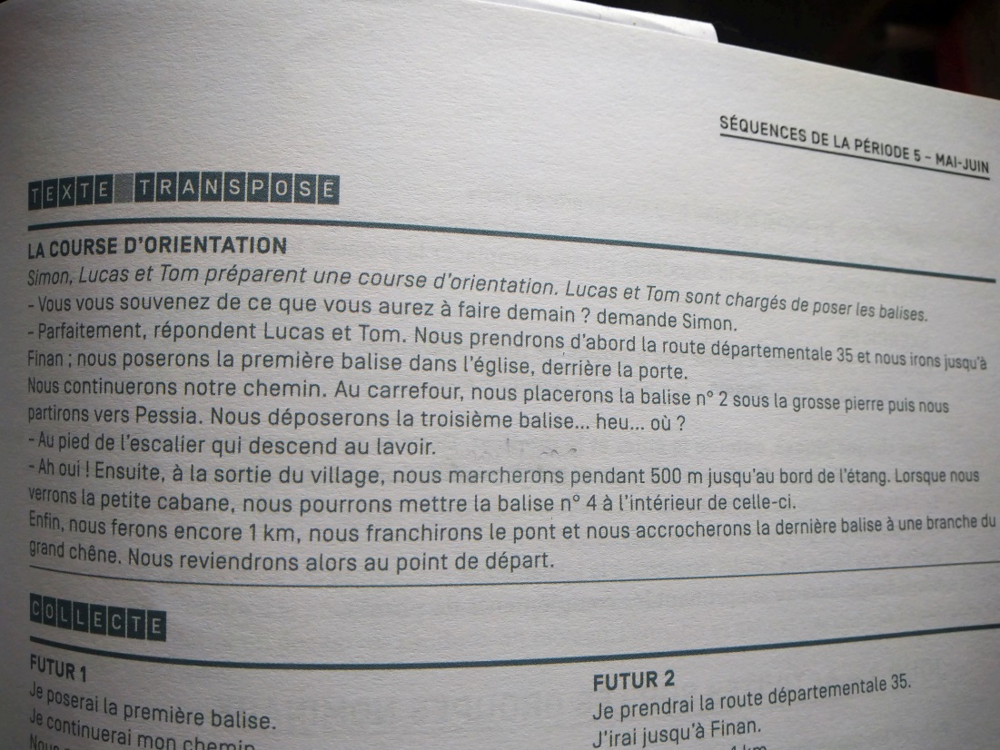 SÉQUENCES DE LA PÉRIODE 5 - MAI-JUIN
TEXTE TRANSPOSÉ
LA COURSE D'ORIENTATION
Simon, Lucas et Tom préparent une course d'orientation. Lucas et Tom sont chargés de poser les balises.
- Vous vous souvenez de ce que vous aurez à faire demain ? demande Simon.
- Parfaitement, répondent Lucas et Tom. Nous prendrons d'abord la route départementale 35 et nous irons jusqu'à
Finan ; nous poserons la première balise dans l'église, derrière la porte.
Nous continuerons notre chemin. Au carrefour, nous placerons la balise n° 2 sous la grosse pierre puis nous
partirons vers Pessia. Nous déposerons la troisième balise... heu... où ?
- Au pied de l'escalier qui descend au lavoir.
- Ah oui ! Ensuite, à la sortie du village, nous marcherons pendant 500 m jusqu'au bord de l'étang. Lorsque nous
verrons la petite cabane, nous pourrons mettre la balise n° 4 à l'intérieur de celle-ci.
Enfin, nous ferons encore 1 km, nous franchirons le pont et nous accrocherons la dernière balise à une branche du
grand chêne. Nous reviendrons alors au point de départ.
COLLECTE
FUTUR 1
Je poserai la première balise.
Je continuerai mon chemin.
Nous
FUTUR 2
Je prendrai la route départementale 35.
J'irai jusqu'à Finan.
1 km